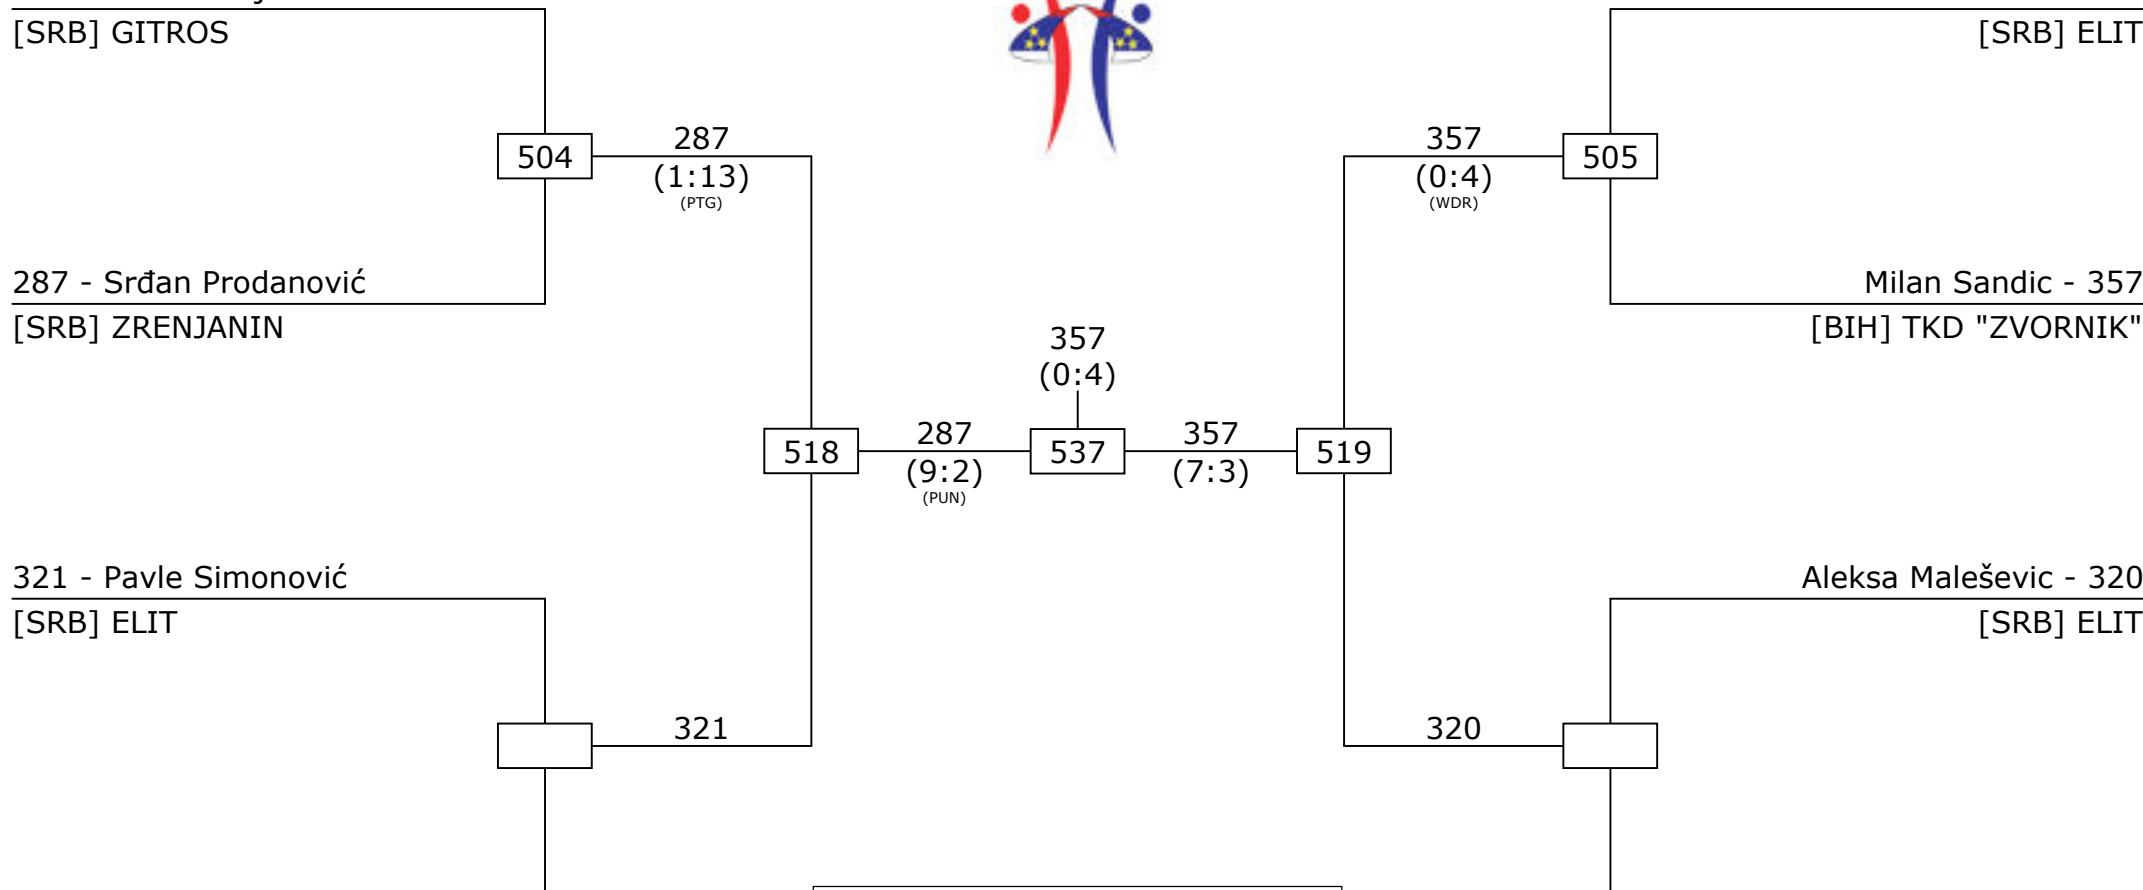 [SRB] GITROS
[SRB] ELIT
504
287
(1:13)
(PTG)
357
(0:4)
(WDR)
505
287 - Srđan Prodanović
[SRB] ZRENJANIN
Milan Sandic - 357
[BIH] TKD "ZVORNIK"
357
(0:4)
518
287
(9:2)
(PUN)
537
357
(7:3)
519
321 - Pavle Simonović
[SRB] ELIT
Aleksa Maleševic - 320
[SRB] ELIT
321
320